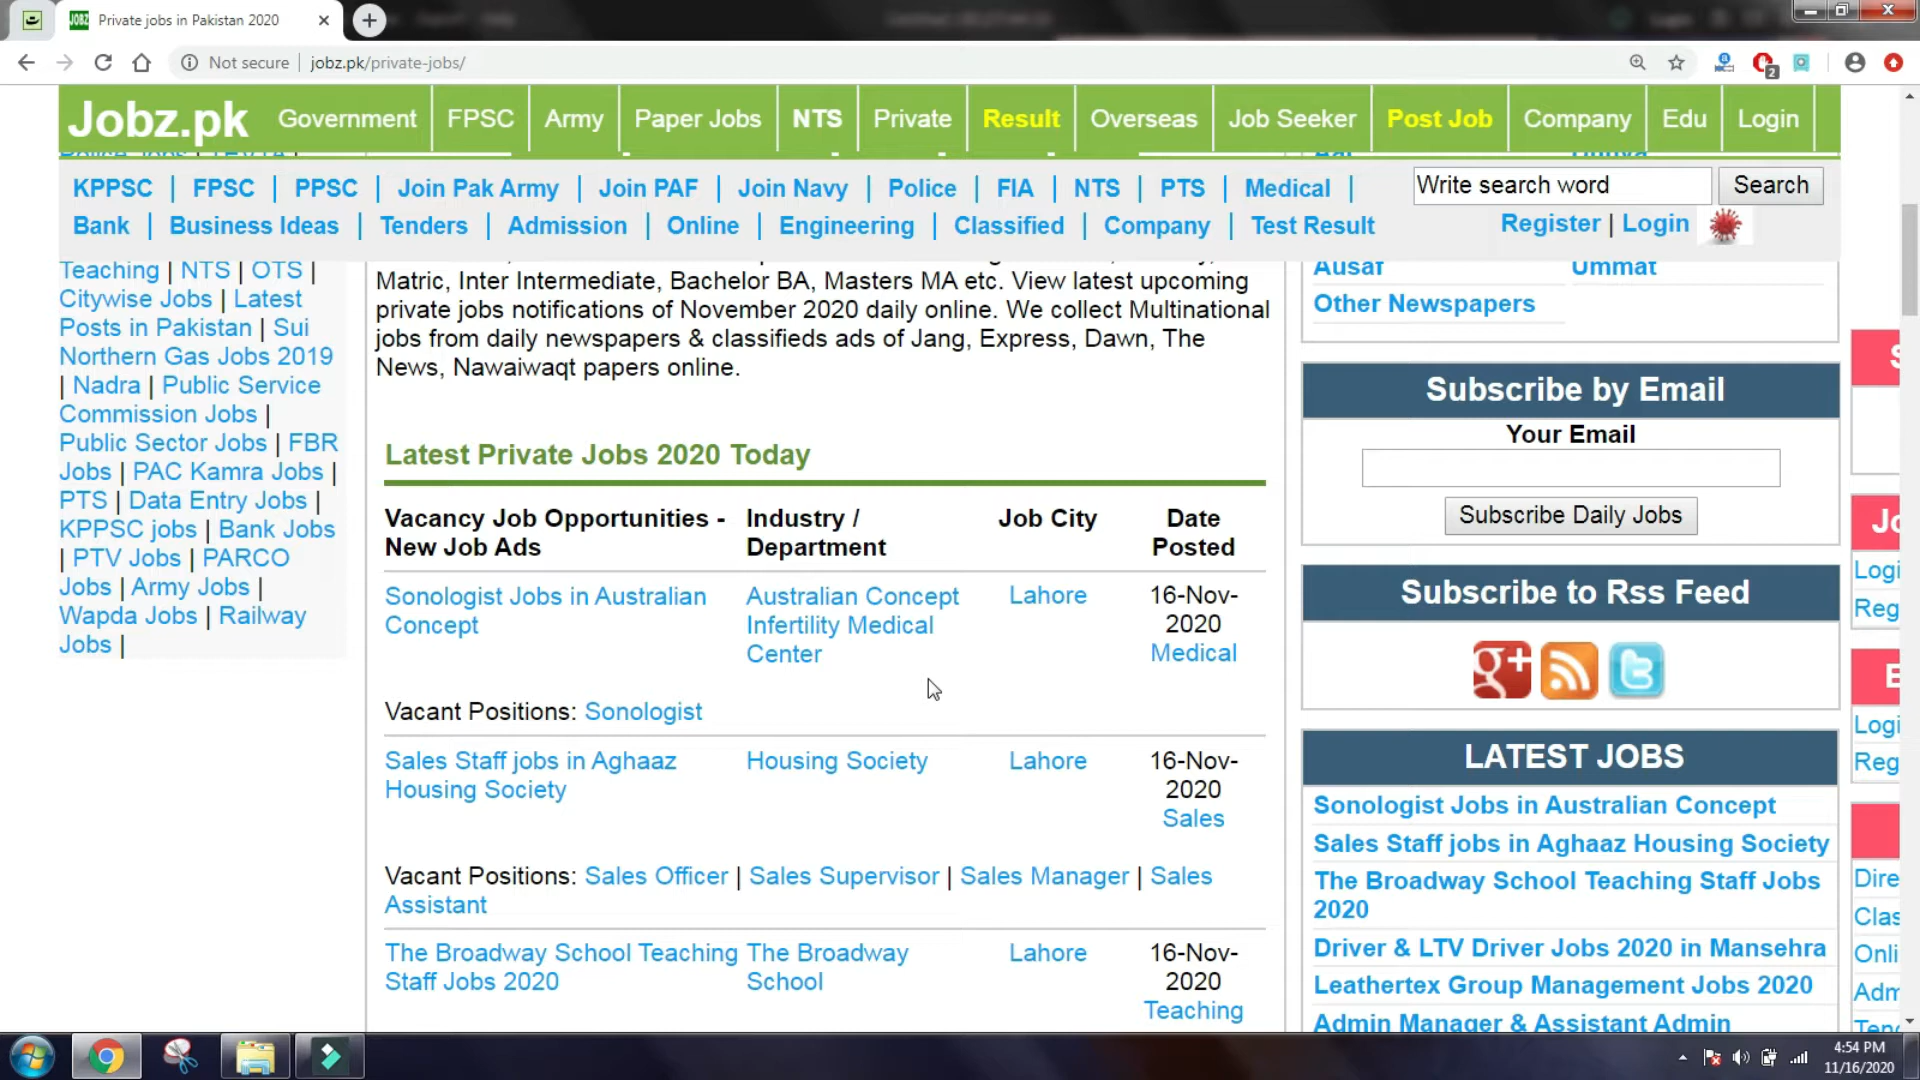 Private jobs in Pakistan 2020
Not secure | jobz.pk/private-jobs/
2
Jobz.pk Government FPSC Army Paper Jobs NTS Private Result Overseas Job Seeker Post Job Company Edu Login
KPPSC | FPSC | PPSC | Join Pak Army | Join PAF | Join Navy | Police | FIA | NTS | PTS | Medical |
Write search word Search
Bank | Business Ideas | Tenders | Admission | Online | Engineering | Classified | Company | Test Result
Register | Login
Teaching | NTS | OTS |
Citywise Jobs | Latest
Posts in Pakistan | Sui
Northern Gas Jobs 2019
| Nadra | Public Service
Commission Jobs |
Public Sector Jobs | FBR
Jobs | PAC Kamra Jobs |
PTS | Data Entry Jobs |
KPPSC jobs | Bank Jobs
| PTV Jobs | PARCO
Jobs | Army Jobs |
Wapda Jobs | Railway
Jobs |
Matric, Inter Intermediate, Bachelor BA, Masters MA etc. View latest upcoming
private jobs notifications of November 2020 daily online. We collect Multinational
jobs from daily newspapers & classifieds ads of Jang, Express, Dawn, The
News, Nawaiwaqt papers online.
Latest Private Jobs 2020 Today
Vacancy Job Opportunities - Industry / Job City Date
New Job Ads Department Posted
Sonologist Jobs in Australian Australian Concept Lahore 16-Nov-
Concept Infertility Medical 2020
Center Medical
Vacant Positions: Sonologist
Sales Staff jobs in Aghaaz Housing Society Lahore 16-Nov-
Housing Society 2020
Sales
Vacant Positions: Sales Officer | Sales Supervisor | Sales Manager | Sales
Assistant
The Broadway School Teaching The Broadway Lahore 16-Nov-
Staff Jobs 2020 School 2020
Teaching
Ausaf Ummat
Other Newspapers
Subscribe by Email
Your Email
Subscribe Daily Jobs
Subscribe to Rss Feed
g+
LATEST JOBS
Sonologist Jobs in Australian Concept
Sales Staff jobs in Aghaaz Housing Society
The Broadway School Teaching Staff Jobs
2020
Driver & LTV Driver Jobs 2020 in Mansehra
Leathertex Group Management Jobs 2020
Admin Manager & Assistant Admin
4:54 PM
11/16/2020